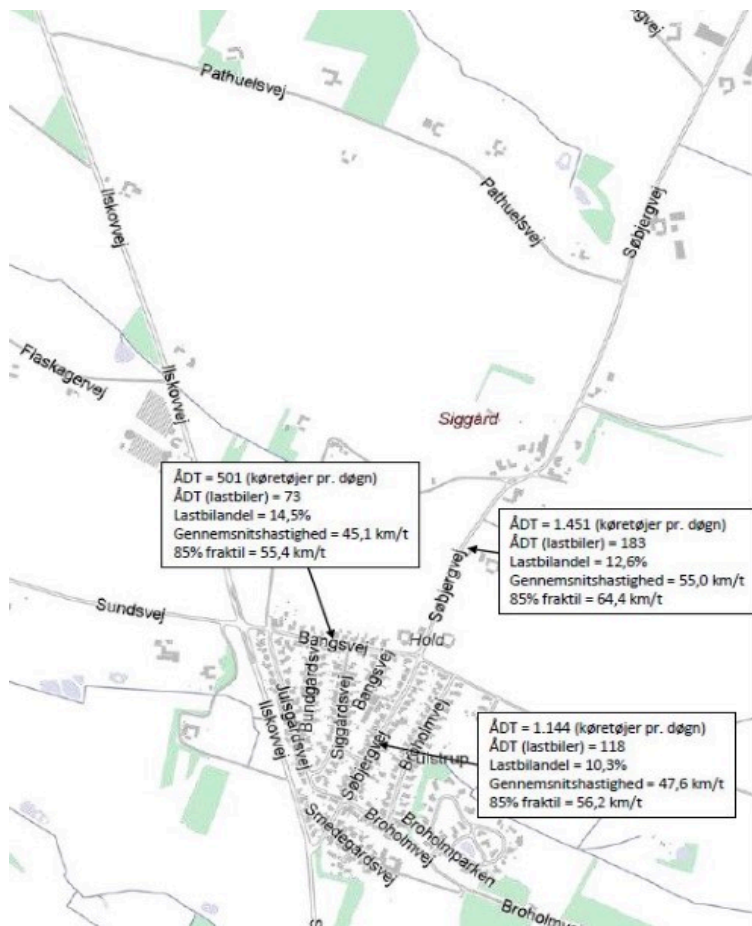 Pathuelsvej
Ilskovvej
Pathuelsvej
Søbjergvej
Flaskagervej
Ilskovvej
Siggård
ÅDT = 501 (køretøjer pr. døgn)
ÅDT (lastbiler) = 73
Lastbilandel = 14,5%
Gennemsnitshastighed = 45,1 km/t
85% fraktil = 55,4 km/t
ÅDT = 1.451 (køretøjer pr. døgn)
ÅDT (lastbiler) = 183
Lastbilandel = 12,6%
Gennemsnitshastighed = 55,0 km/t
85% fraktil = 64,4 km/t
Søbjergvej
Sundsvej
Bangsvej
Hold
Bundgårdsvej
Siggårdsvej
Bangsvej
Julsgårdsvej
Ilskovvej
Søbjergvej
Broholmvej
ÅDT = 1.144 (køretøjer pr. døgn)
ÅDT (lastbiler) = 118
Lastbilandel = 10,3%
Gennemsnitshastighed = 47,6 km/t
85% fraktil = 56,2 km/t
Smedegårdsvej
Broholmvej
Broholmparken